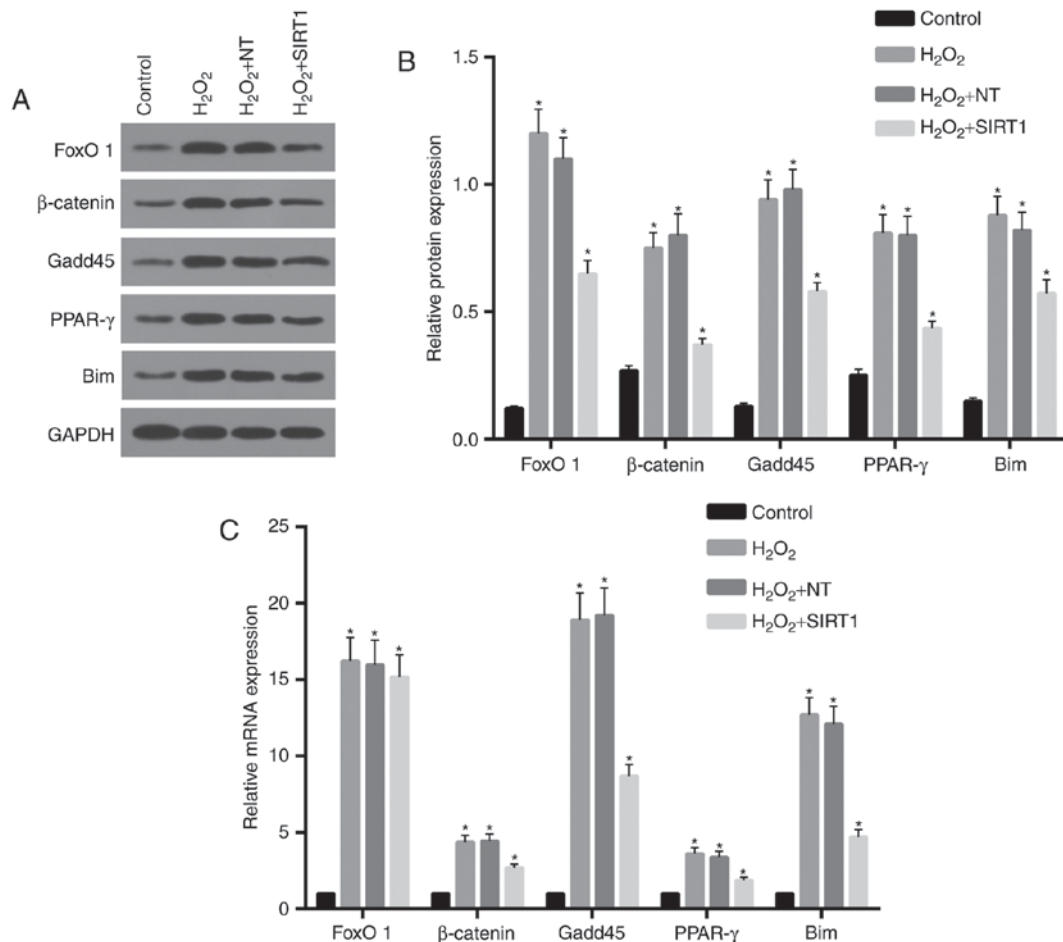 A
Control
H₂O₂
H₂O₂+NT
H₂O₂+SIRT1
FoxO 1
β-catenin
Gadd45
PPAR-γ
Bim
GAPDH
B
Control
H₂O₂
H₂O₂+NT
H₂O₂+SIRT1
Relative protein expression
1.5
1.0
0.5
0.0
* * *
* * *
* * *
* * *
* * *
FoxO 1
β-catenin
Gadd45
PPAR-γ
Bim
C
Control
H₂O₂
H₂O₂+NT
H₂O₂+SIRT1
Relative mRNA expression
25
20
15
10
5
0
* * *
* * *
* * *
* * *
* * *
FoxO 1
β-catenin
Gadd45
PPAR-γ
Bim